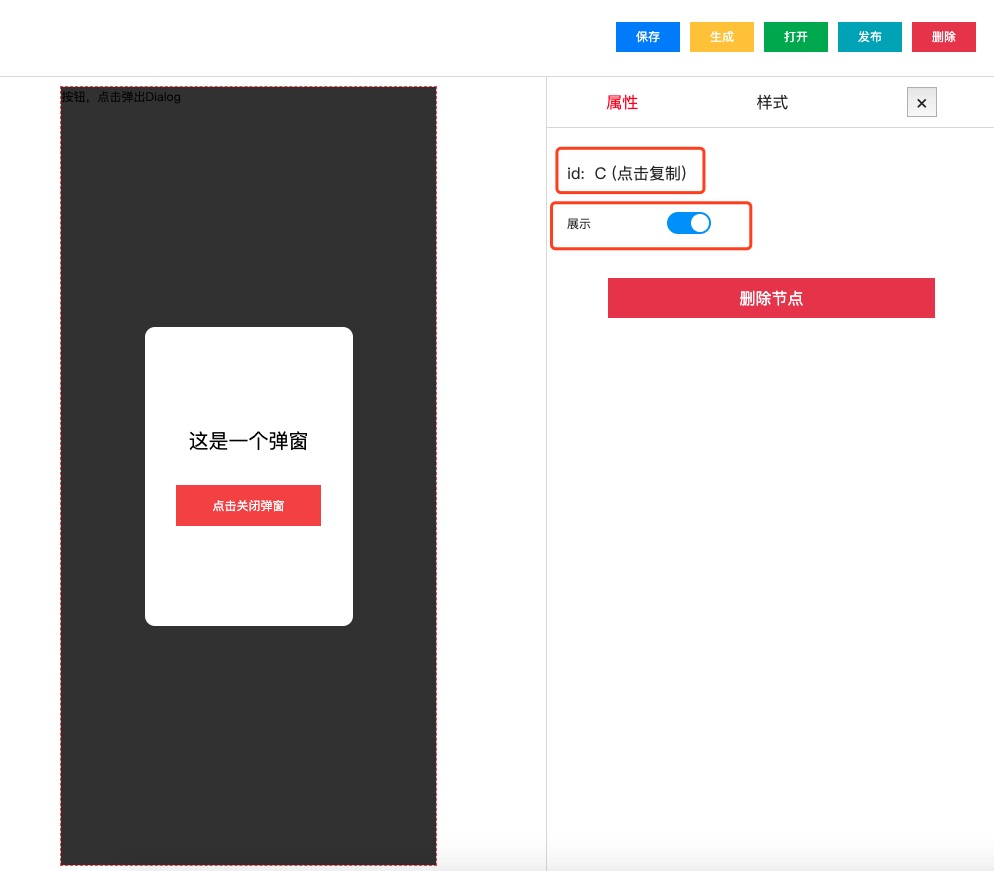 保存 生成 打开 发布 删除
按钮，点击弹出Dialog
属性 样式 ×
id: C (点击复制)
展示
删除节点
这是一个弹窗
点击关闭弹窗